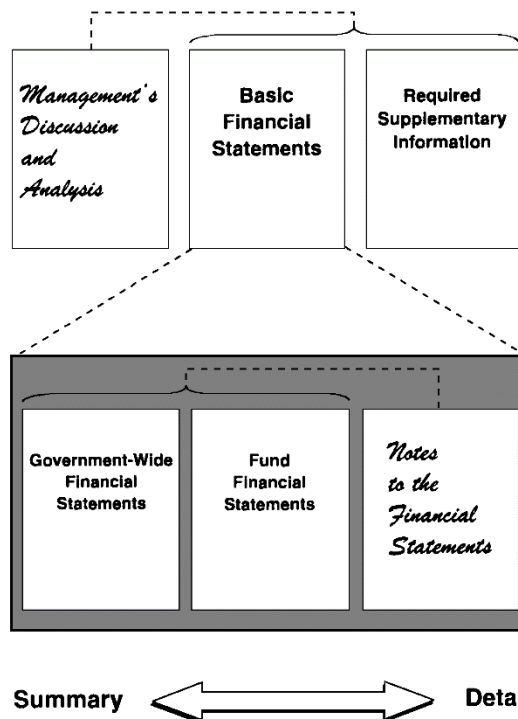 Management's
Discussion
and
Analysis
Basic
Financial
Statements
Required
Supplementary
Information
Government-Wide
Financial
Statements
Fund
Financial
Statements
Notes
to the
Financial
Statements
Summary
Deta